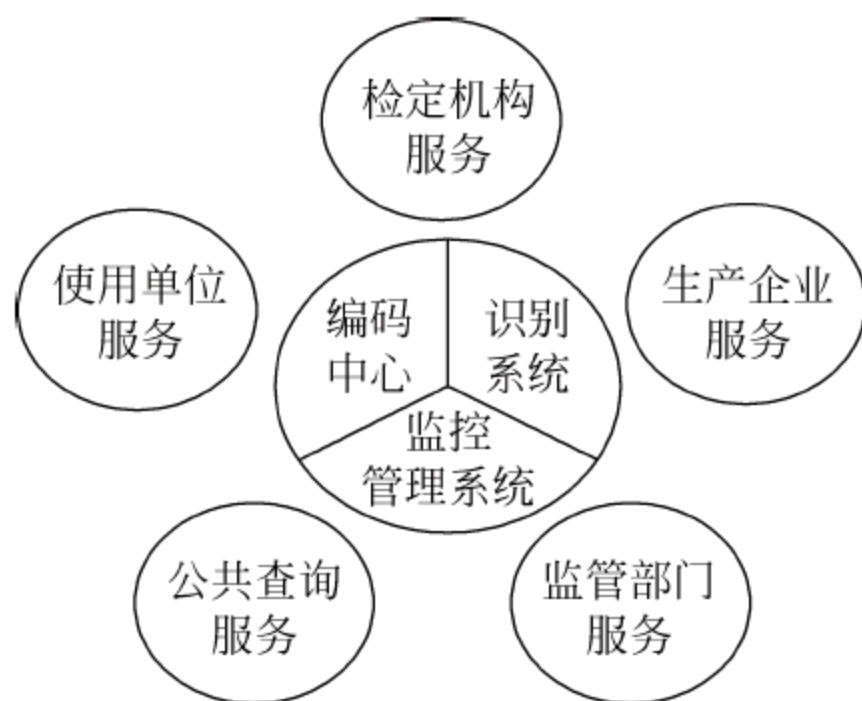 检定机构
服务
使用单位
服务
生产企业
服务
编码
中心
识别
系统
监控
管理系统
公共查询
服务
监管部门
服务